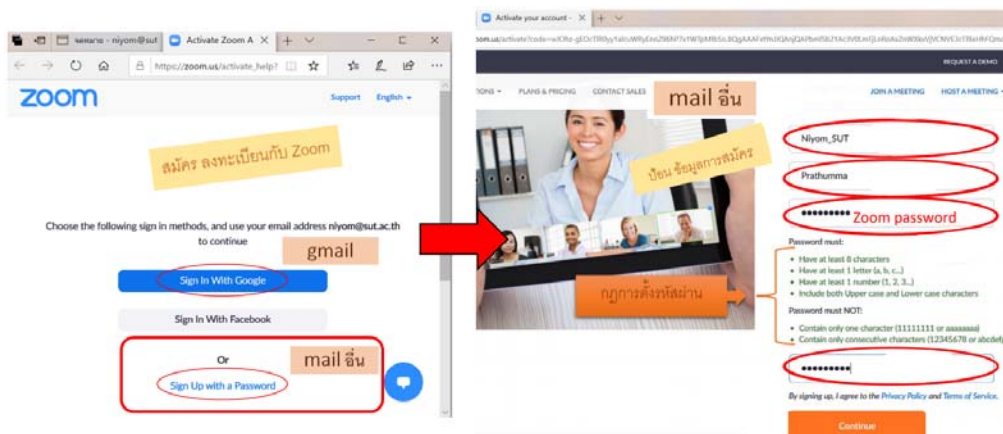 จดหมาย - niyom@sut
Activate Zoom A
https://zoom.us/activate_help?
zoom
Support
English
สมัคร ลงทะเบียนกับ Zoom
Choose the following sign in methods, and use your email address niyom@sut.ac.th
to continue
gmail
Sign In With Google
Sign In With Facebook
Or
mail อื่น
Sign Up with a Password
Activate your account -
REQUEST A DEMO
PLANS & PRICING
CONTACT SALES
JOIN A MEETING
HOST A MEETING
mail อื่น
ป้อน ข้อมูลการสมัคร
Niyom_SUT
Prathumma
Zoom password
Password must:
• Have at least 8 characters
• Have at least 1 letter (a, b, c...)
• Have at least 1 number (1, 2, 3...)
• Include both Upper case and Lower case characters
กฎการตั้งรหัสผ่าน
Password must NOT:
• Contain only one character (11111111 or aaaaaaaa)
• Contain only consecutive characters (12345678 or abcdefg
By signing up, I agree to the Privacy Policy and Terms of Service.
Continue